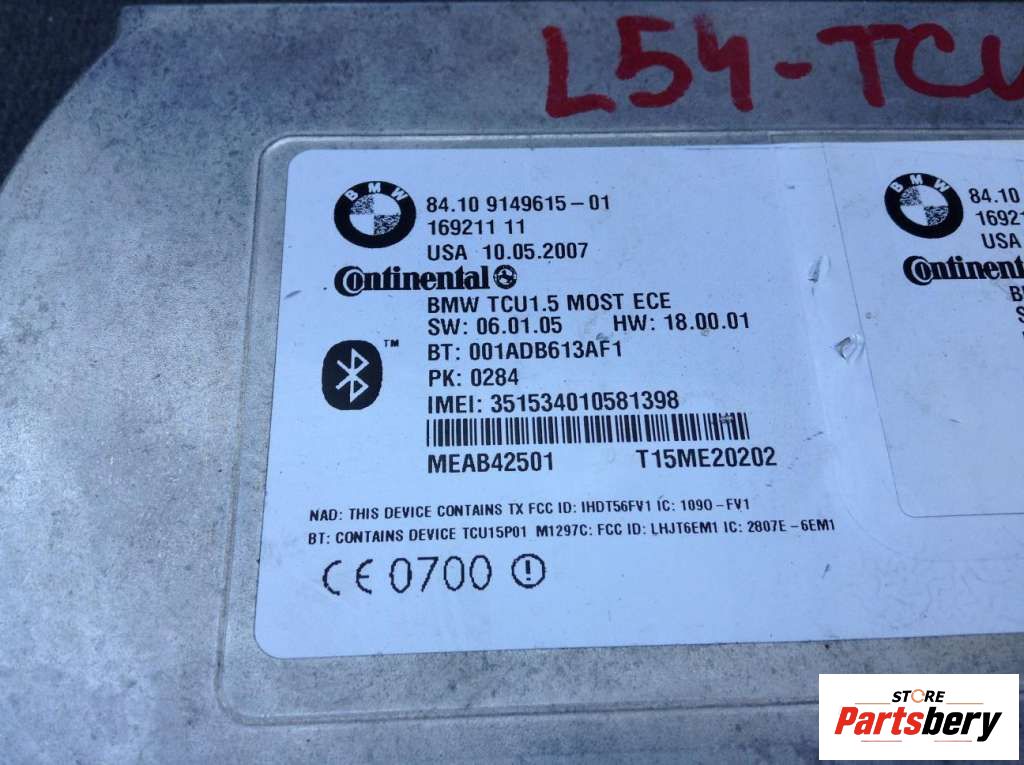 L54-TCU
BMW
84.10 9149615-01
169211 11
USA 10.05.2007
Continental
BMW TCU1.5 MOST ECE
SW: 06.01.05 HW: 18.00.01
TM
BT: 001ADB613AF1
PK: 0284
IMEI: 351534010581398
MEAB42501 T15ME20202
NAD: THIS DEVICE CONTAINS TX FCC ID: IHDT56FV1 IC: 1090-FV1
BT: CONTAINS DEVICE TCU15P01 M1297C: FCC ID: LHJT6EM1 IC: 2807E-6EM1
CE 0700
BMW
84.10
USA
STORE
Partsbery